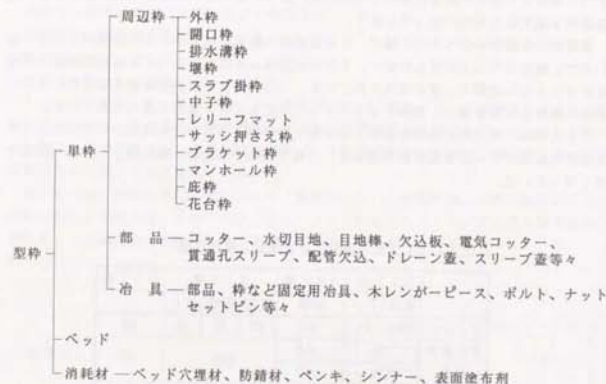 周辺枠
外枠
開口枠
排水溝枠
堰枠
スラブ掛枠
中子枠
レリーフマット
サッシ押さえ枠
ブラケット枠
マンホール枠
庇枠
花台枠
単枠
部 品
コッター、水切目地、目地棒、欠込板、電気コッター、
貫通孔スリーブ、配管欠込、ドレーン蓋、スリーブ蓋等々
型枠
冶 具
部品、枠など固定用冶具、木レンがーピース、ボルト、ナット
セットピン等々
ベッド
消耗材
ベッド穴埋材、防錆材、ペンキ、シンナー、表面塗布剤